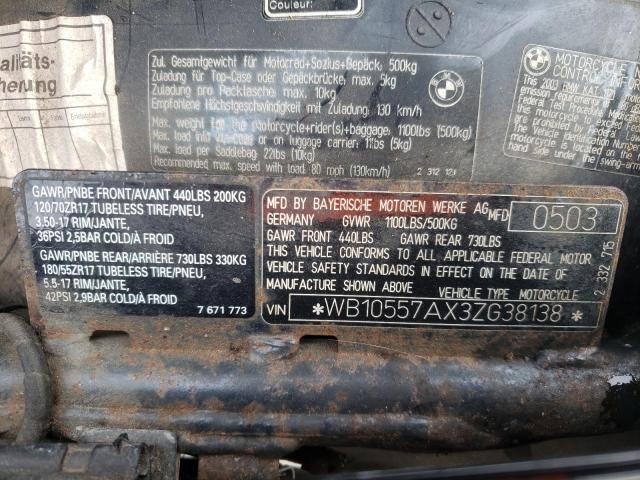 Couleur:
alitäts-
herung
Zul. Gesamtgewicht für Motorrad+Sozius+Gepäck: 500kg
Zuladung für Top-Case oder Gepäckbrücke max. 5kg
Zuladung pro Packtasche max. 10kg
Empfohlene Höchstgeschwindigkeit mit Zuladung 130 km/h
Max. weight for the motorcycle+rider(s)+baggage: 1100lbs (500kg)
Max. load into or on luggage carrier: 11lbs (5kg)
Max. load per Saddlebag: 22lbs (10kg)
Recommended max. speed with load: 80 mph (130km/h)
2 312 121
BMW
MOTORCYCLE
CONTROL
This 2003 BMW KAT
GAWR/PNBE FRONT/AVANT 440LBS 200KG
120/70ZR17 TUBELESS TIRE/PNEU,
3.50-17 RIM/JANTE,
36PSI 2,5BAR COLD/À FROID
GAWR/PNBE REAR/ARRIÈRE 730LBS 330KG
180/55ZR17 TUBELESS TIRE/PNEU,
5.5-17 RIM/JANTE,
42PSI 2,9BAR COLD/À FROID
7 671 773
MFD BY BAYERISCHE MOTOREN WERKE AG MFD 0503
GERMANY GVWR 1100LBS/500KG
GAWR FRONT 440LBS GAWR REAR 730LBS
THIS VEHICLE CONFORMS TO ALL APPLICABLE FEDERAL MOTOR
VEHICLE SAFETY STANDARDS IN EFFECT ON THE DATE OF
MANUFACTURE SHOWN ABOVE
VEHICLE TYPE MOTORCYCLE
VIN *WB10557AX3ZG38138*
2 332 715